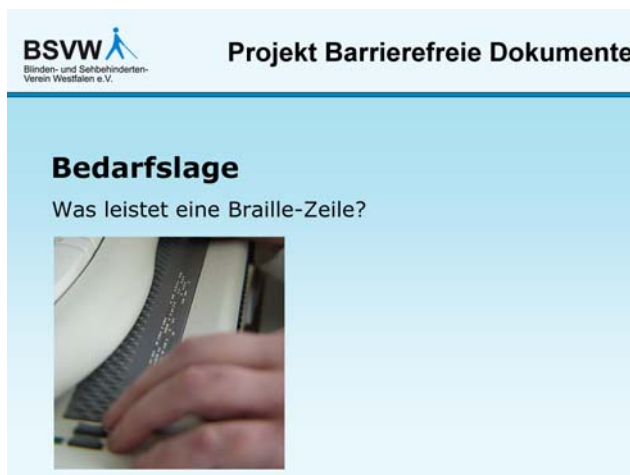 BSVW
Blinden- und Sehbehinderten-
Verein Westfalen e.V.
Projekt Barrierefreie Dokumente
Bedarfslage
Was leistet eine Braille-Zeile?